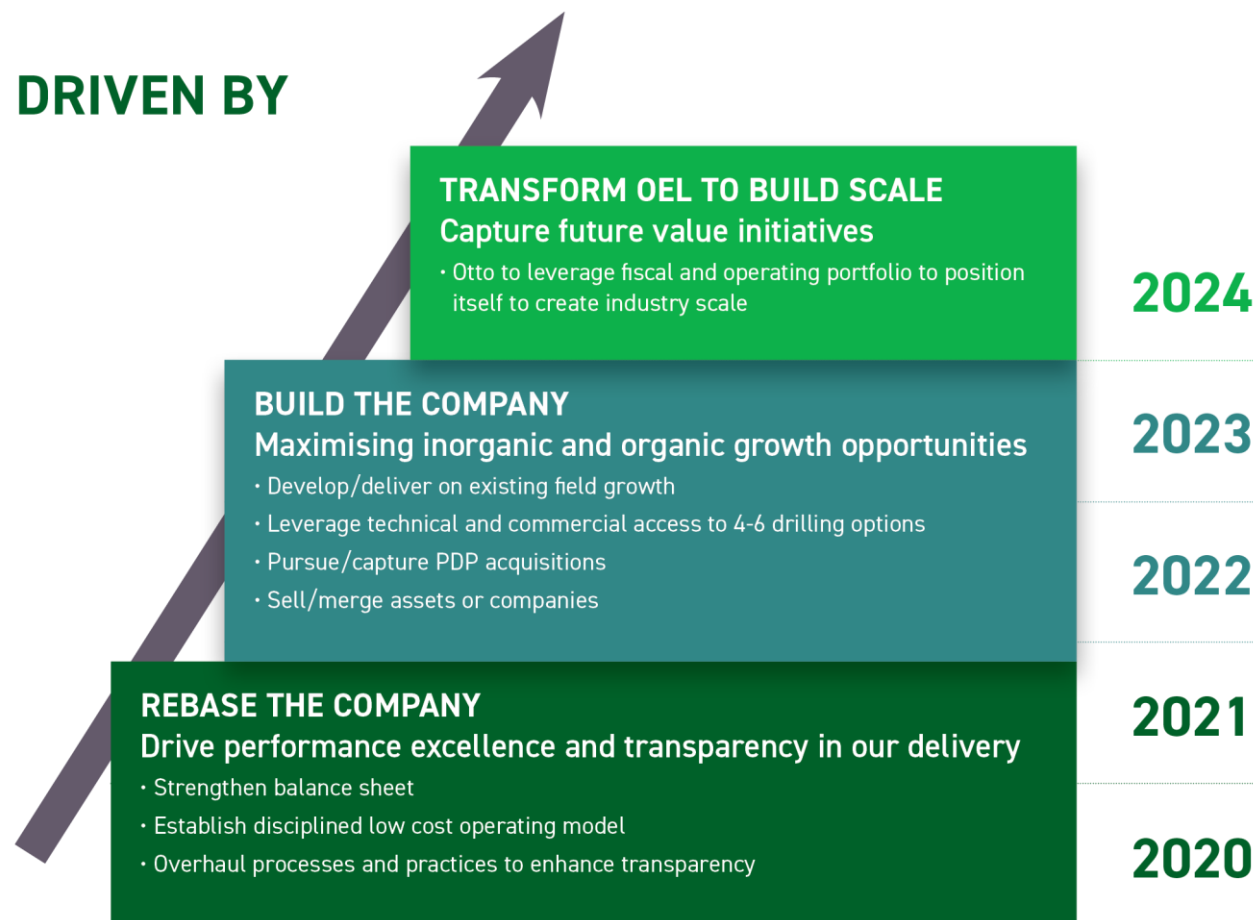 DRIVEN BY
TRANSFORM OEL TO BUILD SCALE
Capture future value initiatives
· Otto to leverage fiscal and operating portfolio to position
itself to create industry scale
2024
BUILD THE COMPANY
Maximising inorganic and organic growth opportunities
· Develop/deliver on existing field growth
· Leverage technical and commercial access to 4-6 drilling options
· Pursue/capture PDP acquisitions
· Sell/merge assets or companies
2023
2022
REBASE THE COMPANY
Drive performance excellence and transparency in our delivery
· Strengthen balance sheet
· Establish disciplined low cost operating model
· Overhaul processes and practices to enhance transparency
2021
2020